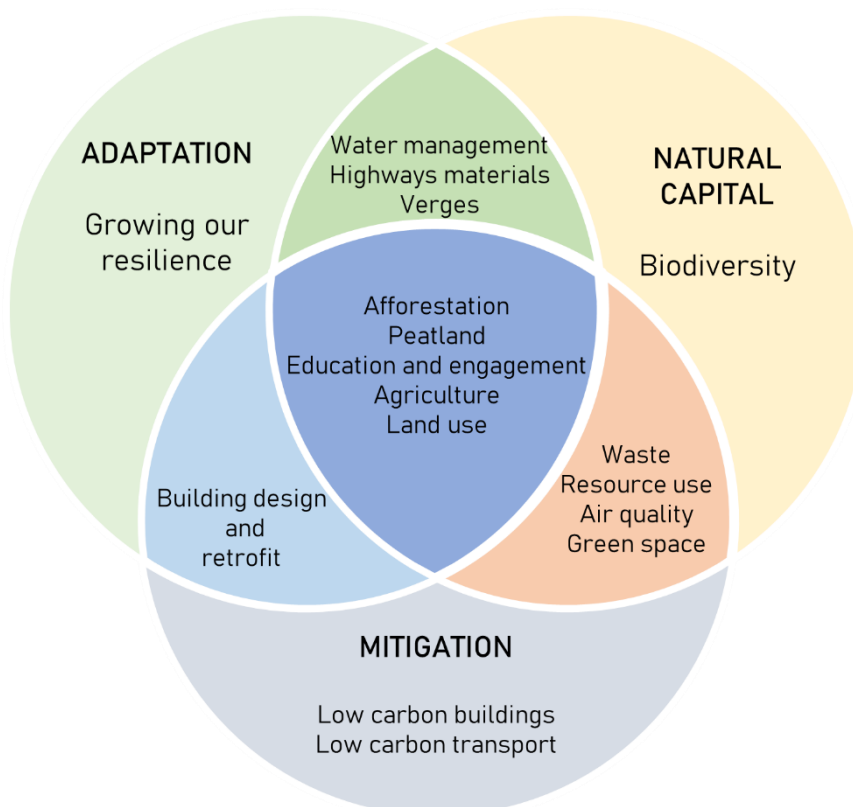 ADAPTATION
Growing our
resilience
Water management
Highways materials
Verges
NATURAL
CAPITAL
Biodiversity
Afforestation
Peatland
Education and engagement
Agriculture
Land use
Building design
and
retrofit
Waste
Resource use
Air quality
Green space
MITIGATION
Low carbon buildings
Low carbon transport